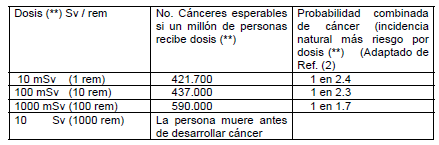 Dosis (**) Sv / rem
No. Cánceres esperables
si un millón de personas
recibe dosis (**)
Probabilidad combinada
de cáncer (incidencia
natural más riesgo por
dosis (**) (Adaptado de
Ref. (2)
10 mSv (1 rem)
421.700
1 en 2.4
100 mSv (10 rem)
437.000
1 en 2.3
1000 mSv (100 rem)
590.000
1 en 1.7
10 Sv (1000 rem)
La persona muere antes
de desarrollar cáncer